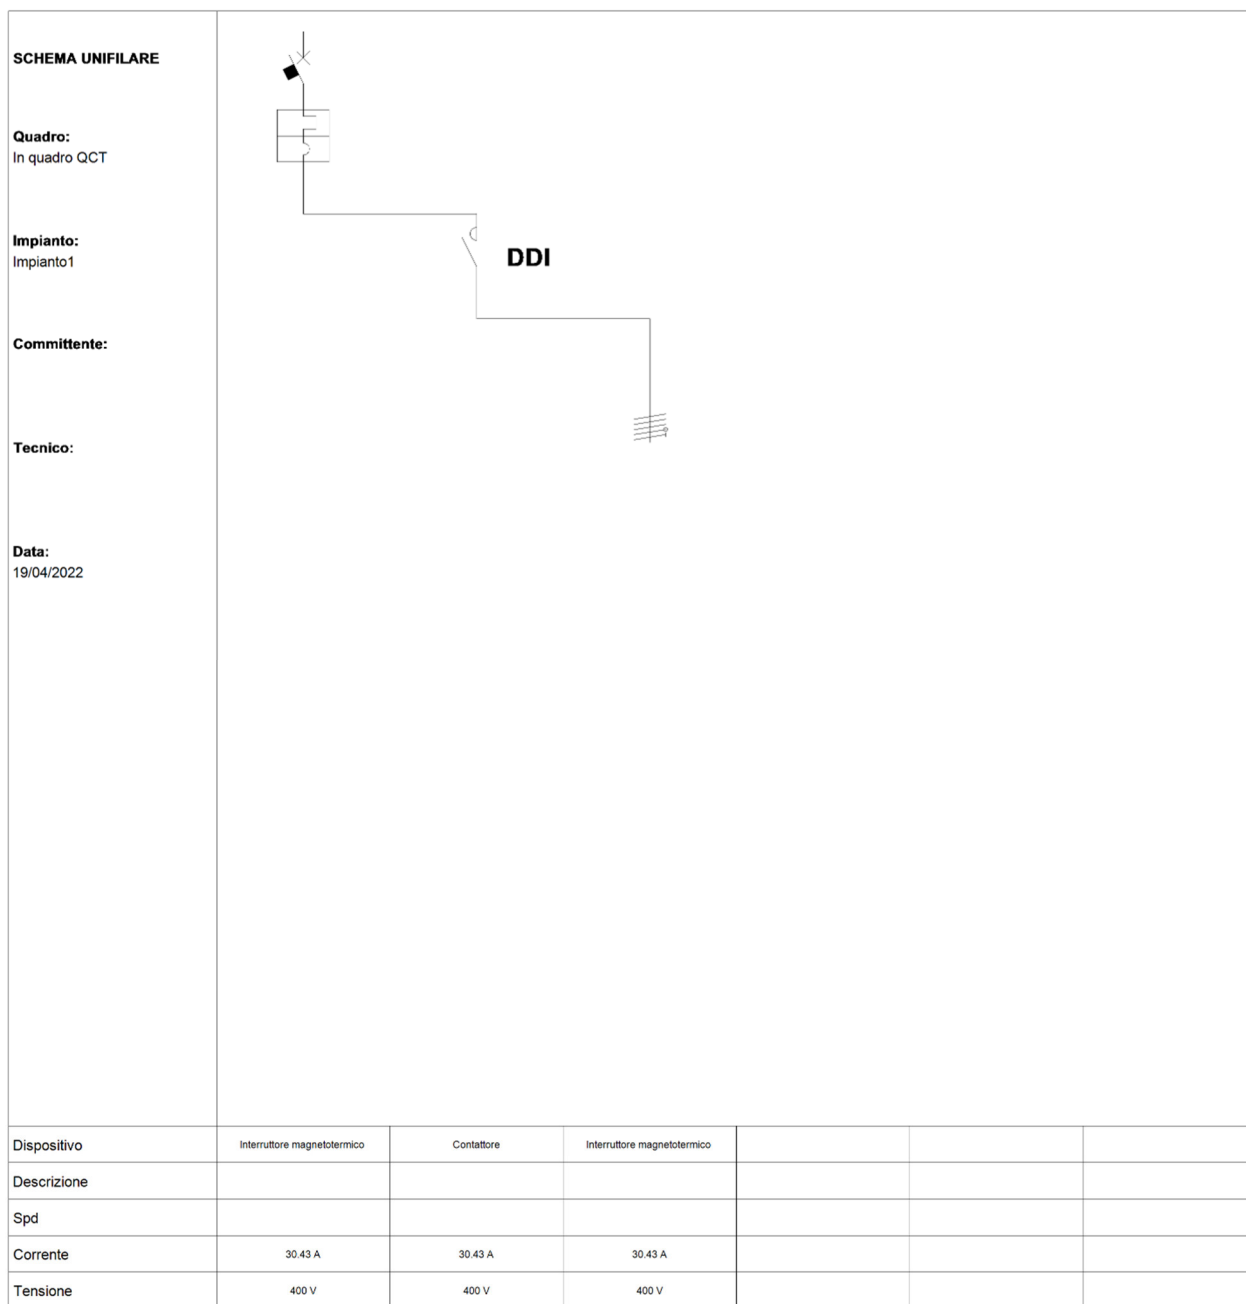 SCHEMA UNIFILARE
Quadro:
In quadro QCT
Impianto:
Impianto1
DDI
Committente:
Tecnico:
Data:
19/04/2022
Dispositivo Interruttore magnetotermico Contattore Interruttore magnetotermico
Descrizione
Spd
Corrente 30.43 A 30.43 A 30.43 A
Tensione 400 V 400 V 400 V